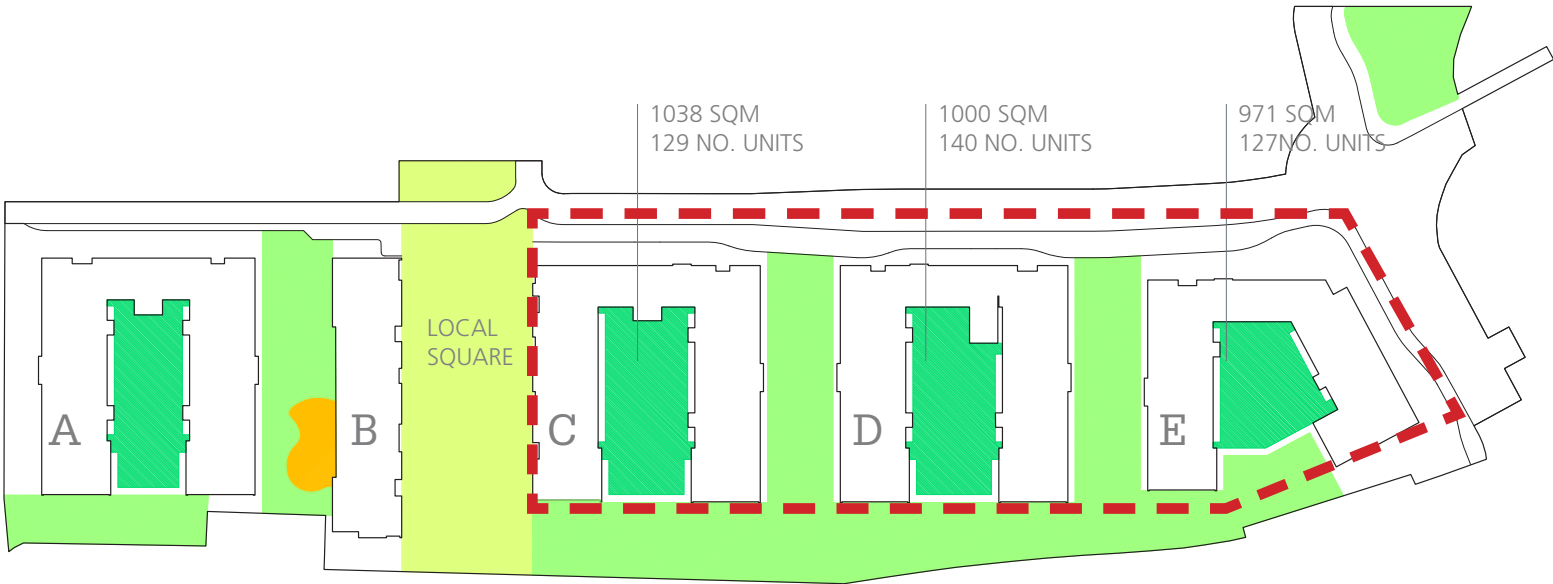 1038 SQM
129 NO. UNITS
1000 SQM
140 NO. UNITS
971 SQM
127NO. UNITS
LOCAL
SQUARE
A
B
C
D
E